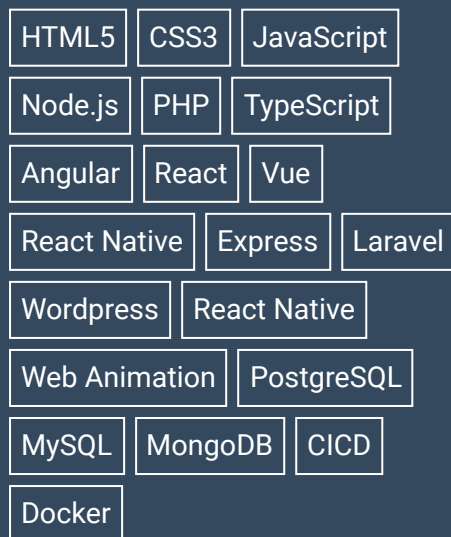 HTML5 CSS3 JavaScript
Node.js PHP TypeScript
Angular React Vue
React Native Express Laravel
Wordpress React Native
Web Animation PostgreSQL
MySQL MongoDB CICD
Docker